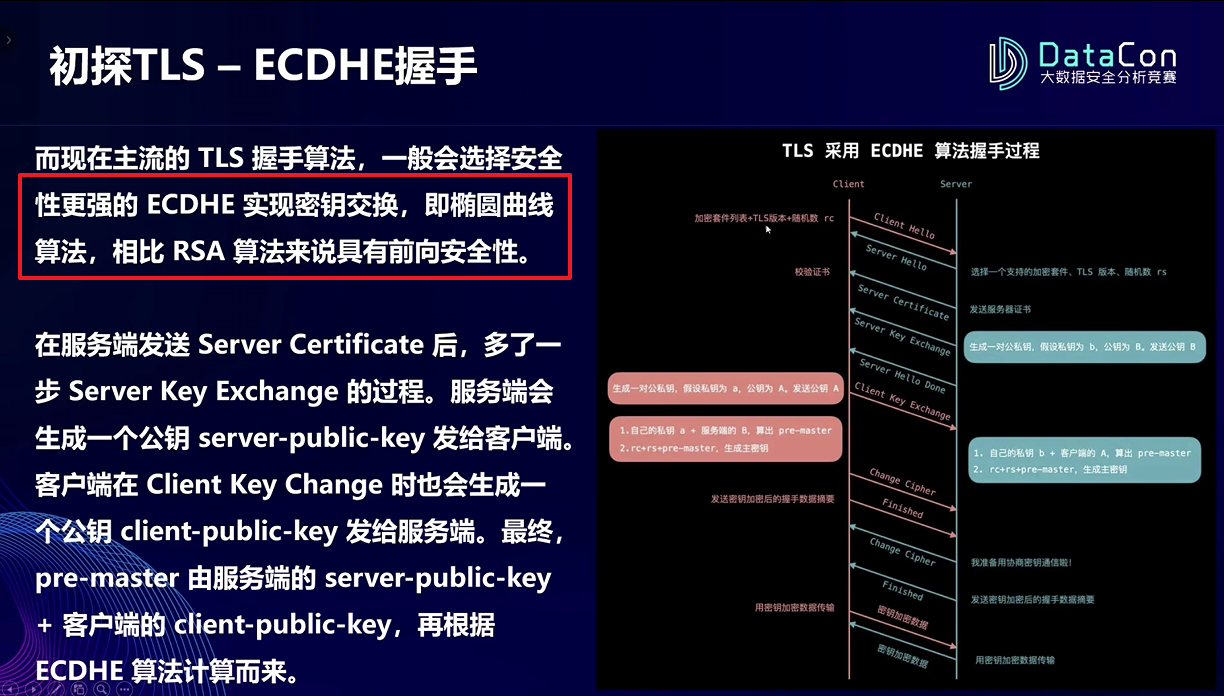 初探TLS – ECDHE握手
DataCon
大数据安全分析竞赛
而现在主流的 TLS 握手算法，一般会选择安全
性更强的 ECDHE 实现密钥交换，即椭圆曲线
算法，相比 RSA 算法来说具有前向安全性。
在服务端发送 Server Certificate 后，多了一
步 Server Key Exchange 的过程。服务端会
生成一个公钥 server-public-key 发给客户端。
客户端在 Client Key Change 时也会生成一
个公钥 client-public-key 发给服务端。最终，
pre-master 由服务端的 server-public-key
+ 客户端的 client-public-key，再根据
ECDHE 算法计算而来。
TLS 采用 ECDHE 算法握手过程
Client
Server
加密套件列表+TLS版本+随机数 rc
Client Hello
Server Hello
选择一个支持的加密套件、TLS 版本、随机数 rs
校验证书
Server Certificate
发送服务器证书
Server Key Exchange
生成一对公私钥，假设私钥为 b，公钥为 B。发送公钥 B
Server Hello Done
生成一对公私钥，假设私钥为 a，公钥为 A。发送公钥 A
Client Key Exchange
1.自己的私钥 a + 服务端的 B，算出 pre-master
2.rc+rs+pre-master，生成主密钥
1. 自己的私钥 b + 客户端的 A，算出 pre-master
2. rc+rs+pre-master，生成主密钥
Change Cipher
发送密钥加密后的握手数据摘要
Finished
Change Cipher
我准备用协商密钥通信啦！
Finished
发送密钥加密后的握手数据摘要
用密钥加密数据传输
密钥加密数据
密钥加密数据
用密钥加密数据传输